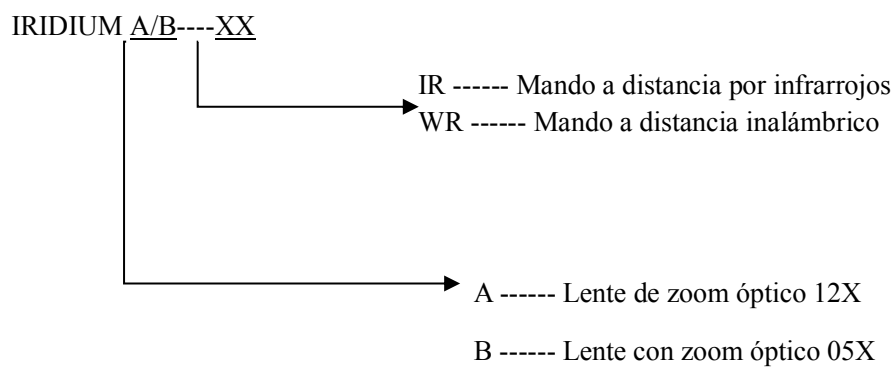 IRIDIUM A/B----XX
IR ------ Mando a distancia por infrarrojos
WR ------ Mando a distancia inalámbrico
A ------ Lente de zoom óptico 12X
B ------ Lente con zoom óptico 05X